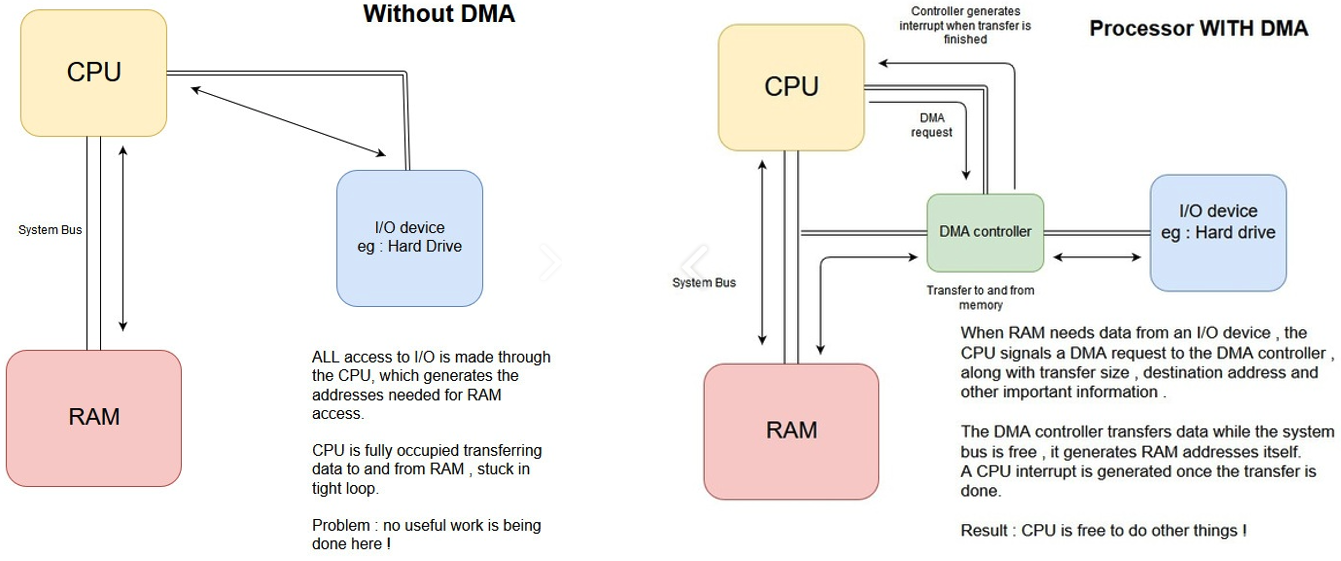 Without DMA
CPU
System Bus
I/O device
eg : Hard Drive
RAM
ALL access to I/O is made through
the CPU, which generates the
addresses needed for RAM
access.
CPU is fully occupied transferring
data to and from RAM , stuck in
tight loop.
Problem : no useful work is being
done here !
Processor WITH DMA
Controller generates
interrupt when transfer is
finished
CPU
DMA
request
DMA controller
I/O device
eg : Hard drive
System Bus
Transfer to and from
memory
RAM
When RAM needs data from an I/O device , the
CPU signals a DMA request to the DMA controller ,
along with transfer size , destination address and
other important information .
The DMA controller transfers data while the system
bus is free , it generates RAM addresses itself.
A CPU interrupt is generated once the transfer is
done.
Result : CPU is free to do other things !